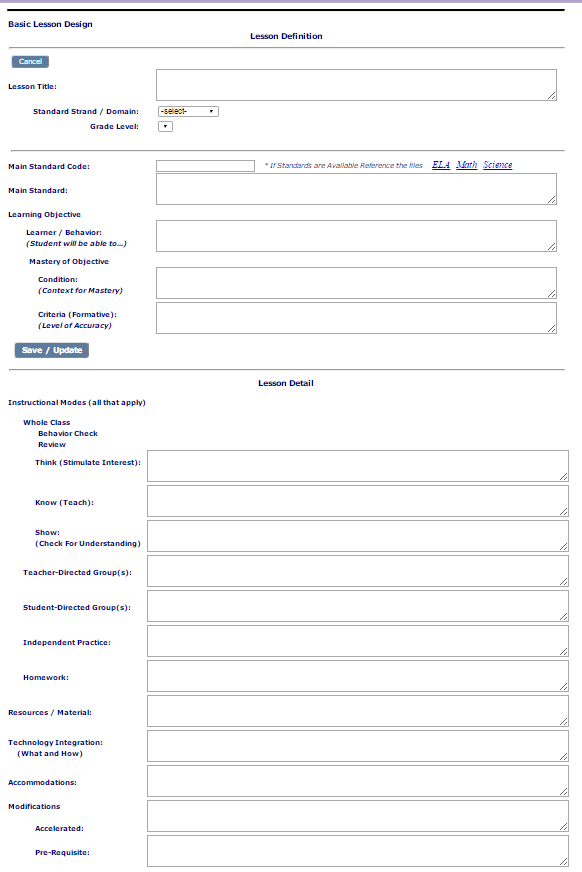 Basic Lesson Design
Lesson Definition
Cancel
Lesson Title:
Standard Strand / Domain: -select-
Grade Level:
Main Standard Code: * If Standards are Available Reference the files ELA Math Science
Main Standard:
Learning Objective
Learner / Behavior:
(Student will be able to...)
Mastery of Objective
Condition:
(Context for Mastery)
Criteria (Formative):
(Level of Accuracy)
Save / Update
Lesson Detail
Instructional Modes (all that apply)
Whole Class
Behavior Check
Review
Think (Stimulate Interest):
Know (Teach):
Show:
(Check For Understanding)
Teacher-Directed Group(s):
Student-Directed Group(s):
Independent Practice:
Homework:
Resources / Material:
Technology Integration:
(What and How)
Accommodations:
Modifications
Accelerated:
Pre-Requisite: